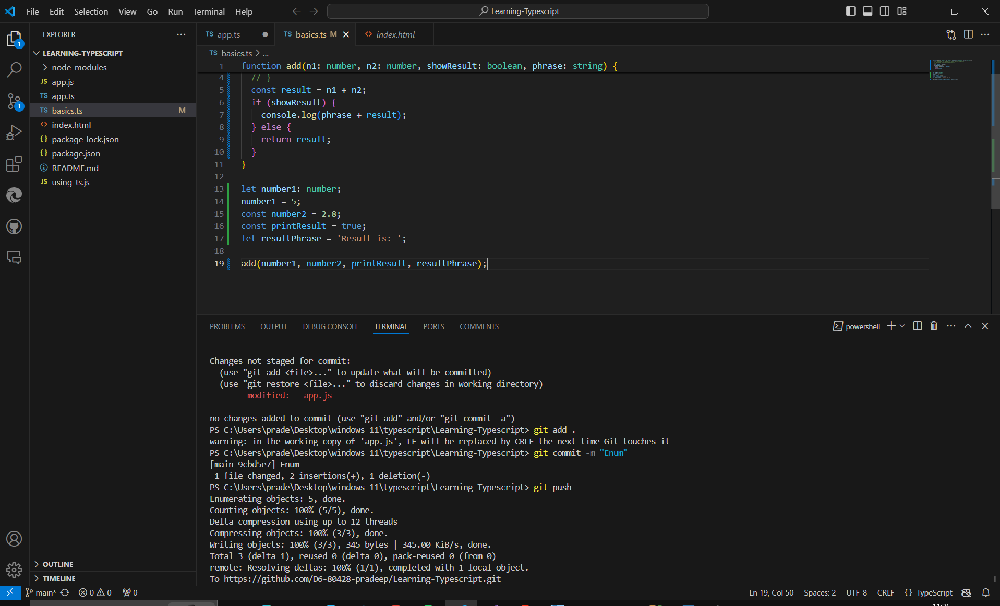 File Edit Selection View Go Run Terminal Help
Learning-Typescript
EXPLORER
LEARNING-TYPESCRIPT
node_modules
JS app.js
TS app.ts
TS basics.ts M
<> index.html
{} package-lock.json
{} package.json
README.md
JS using-ts.js
OUTLINE
TIMELINE
1
1
TS app.ts
TS basics.ts M
<> index.html
TS basics.ts > ...
1 function add(n1: number, n2: number, showResult: boolean, phrase: string) {
4 // }
5 const result = n1 + n2;
6 if (showResult) {
7 console.log(phrase + result);
8 } else {
9 return result;
10 }
11 }
12
13 let number1: number;
14 number1 = 5;
15 const number2 = 2.8;
16 const printResult = true;
17 let resultPhrase = 'Result is: ';
18
19 add(number1, number2, printResult, resultPhrase);
PROBLEMS OUTPUT DEBUG CONSOLE TERMINAL PORTS COMMENTS
powershell
Changes not staged for commit:
(use "git add <file>..." to update what will be committed)
(use "git restore <file>..." to discard changes in working directory)
modified: app.js
no changes added to commit (use "git add" and/or "git commit -a")
PS C:\Users\prade\Desktop\windows 11\typescript\Learning-Typescript> git add .
warning: in the working copy of 'app.js', LF will be replaced by CRLF the next time Git touches it
PS C:\Users\prade\Desktop\windows 11\typescript\Learning-Typescript> git commit -m "Enum"
[main 9cbd5e7] Enum
1 file changed, 2 insertions(+), 1 deletion(-)
PS C:\Users\prade\Desktop\windows 11\typescript\Learning-Typescript> git push
Enumerating objects: 5, done.
Counting objects: 100% (5/5), done.
Delta compression using up to 12 threads
Compressing objects: 100% (3/3), done.
Writing objects: 100% (3/3), 345 bytes | 345.00 KiB/s, done.
Total 3 (delta 1), reused 0 (delta 0), pack-reused 0 (from 0)
remote: Resolving deltas: 100% (1/1), completed with 1 local object.
To https://github.com/D6-80428-pradeep/Learning-Typescript.git
main* 0 0 0
Ln 19, Col 50 Spaces: 2 UTF-8 CRLF {} TypeScript